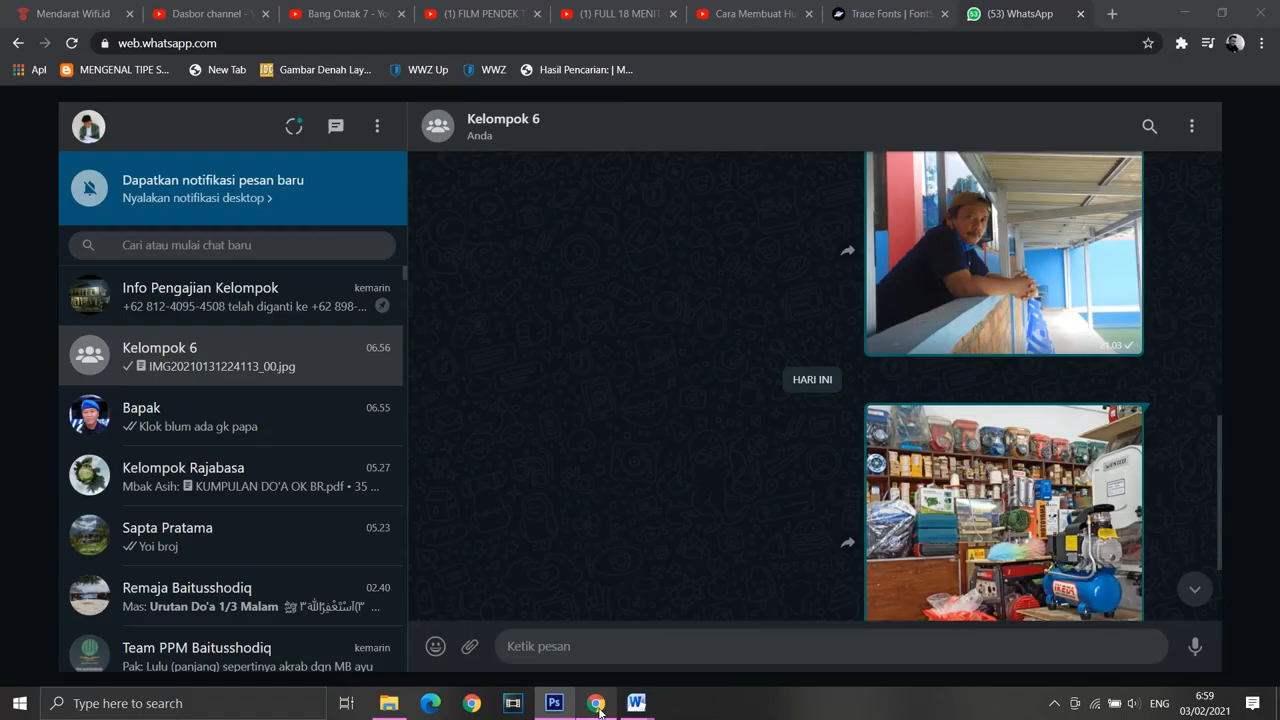 Mendarat Wifi.id
Dasbor channel -
Bang Ontak 7 - You
(1) FILM PENDEK
(1) FULL 18 MENIT
Cara Membuat Hu
Trace Fonts | Font
(53) WhatsApp
web.whatsapp.com
Apl
MENGENAL TIPE S...
New Tab
Gambar Denah Lay...
WWZ Up
WWZ
Hasil Pencarian: | M...
Dapatkan notifikasi pesan baru
Nyalakan notifikasi desktop >
Cari atau mulai chat baru
Info Pengajian Kelompok kemarin
+62 812-4095-4508 telah diganti ke +62 898-...
Kelompok 6 06.56
IMG20210131224113_00.jpg
Bapak 06.55
Klok blum ada gk papa
Kelompok Rajabasa 05.27
Mbak Asih: KUMPULAN DO'A OK BR.pdf • 35 ...
Sapta Pratama 05.23
Yoi broj
Remaja Baitusshodiq 02.40
Mas: Urutan Do'a 1/3 Malam
Team PPM Baitusshodiq kemarin
Pak: Lulu (panjang) sepertinya akrab dgn MB ayu
Kelompok 6
Anda
21.03
HARI INI
IKEDA
Ketik pesan
Type here to search
Ps
W
ENG
6:59
03/02/2021